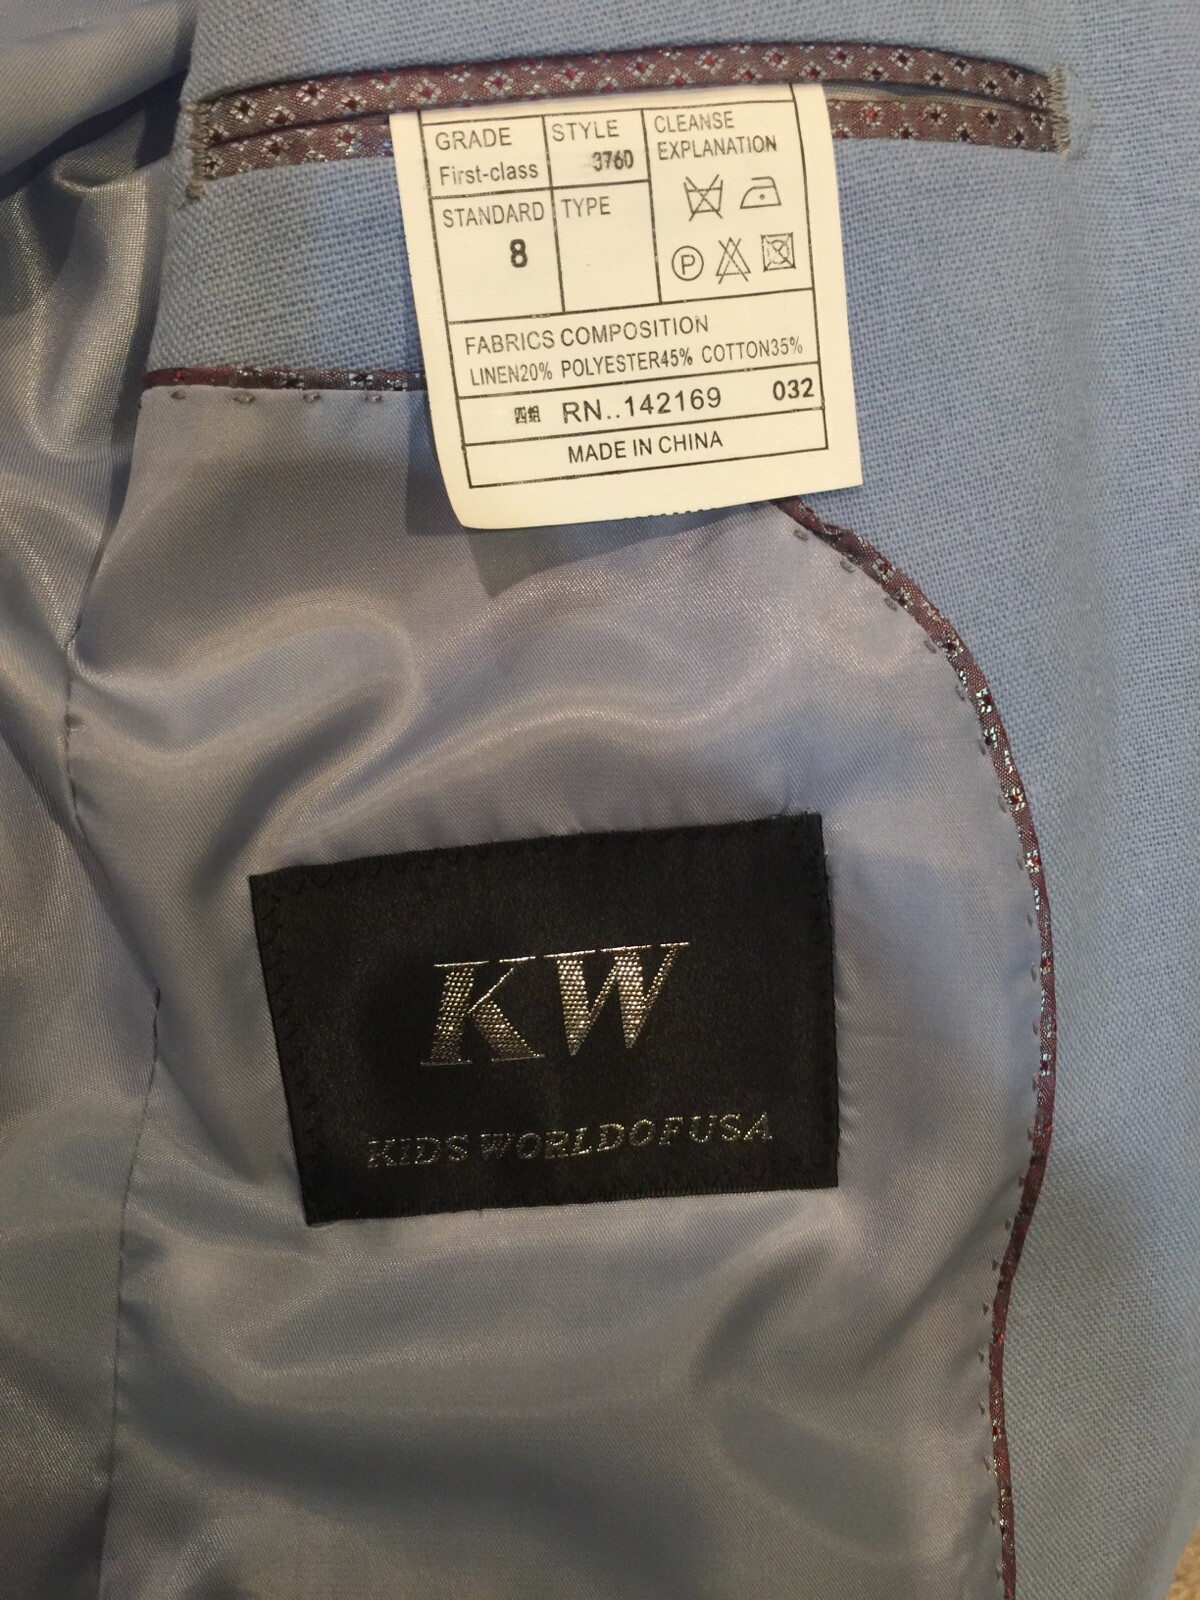 GRADE
First-class
STYLE
3760
CLEANSE
EXPLANATION
STANDARD
8
TYPE
P
FABRICS COMPOSITION
LINEN20% POLYESTER45% COTTON35%
四组 RN..142169 032
MADE IN CHINA
KW
KIDS WORLD OF USA